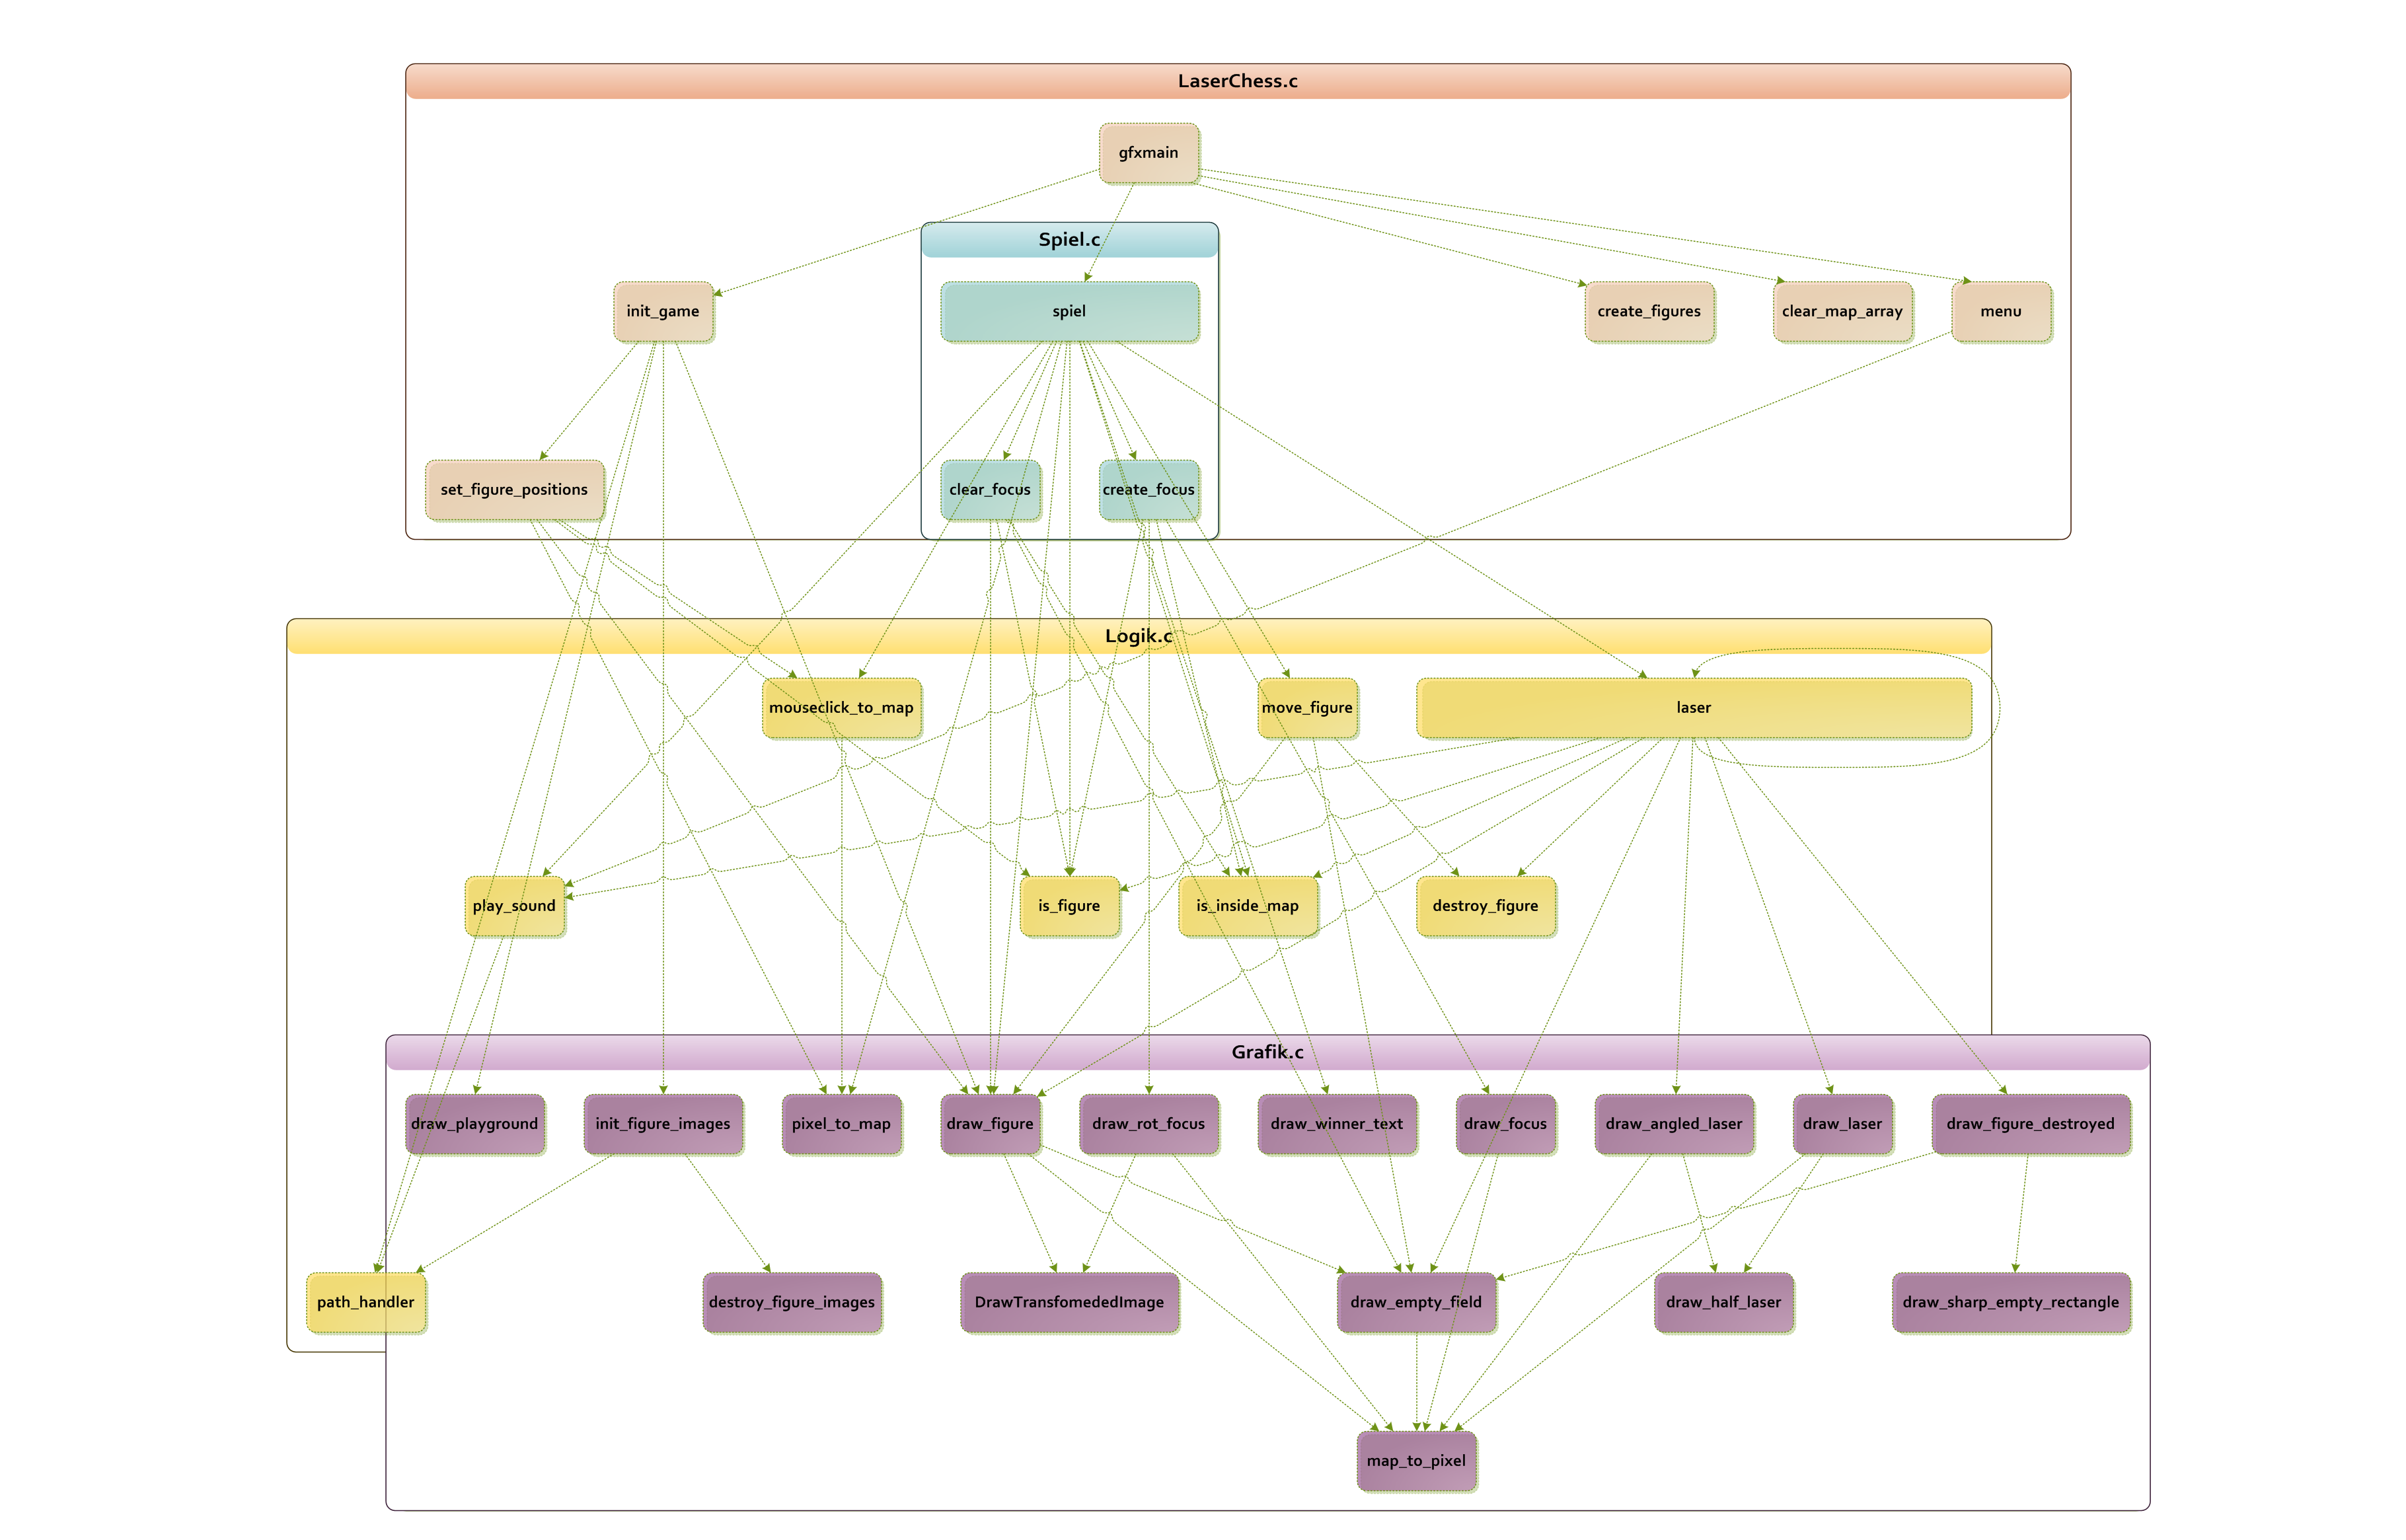 LaserChess.c
gfxmain
Spiel.c
init_game
spiel
create_figures
clear_map_array
menu
set_figure_positions
clear_focus
create_focus
Logik.c
mouseclick_to_map
move_figure
laser
play_sound
is_figure
is_inside_map
destroy_figure
Grafik.c
draw_playground
init_figure_images
pixel_to_map
draw_figure
draw_rot_focus
draw_winner_text
draw_focus
draw_angled_laser
draw_laser
draw_figure_destroyed
path_handler
destroy_figure_images
DrawTransfomededImage
draw_empty_field
draw_half_laser
draw_sharp_empty_rectangle
map_to_pixel